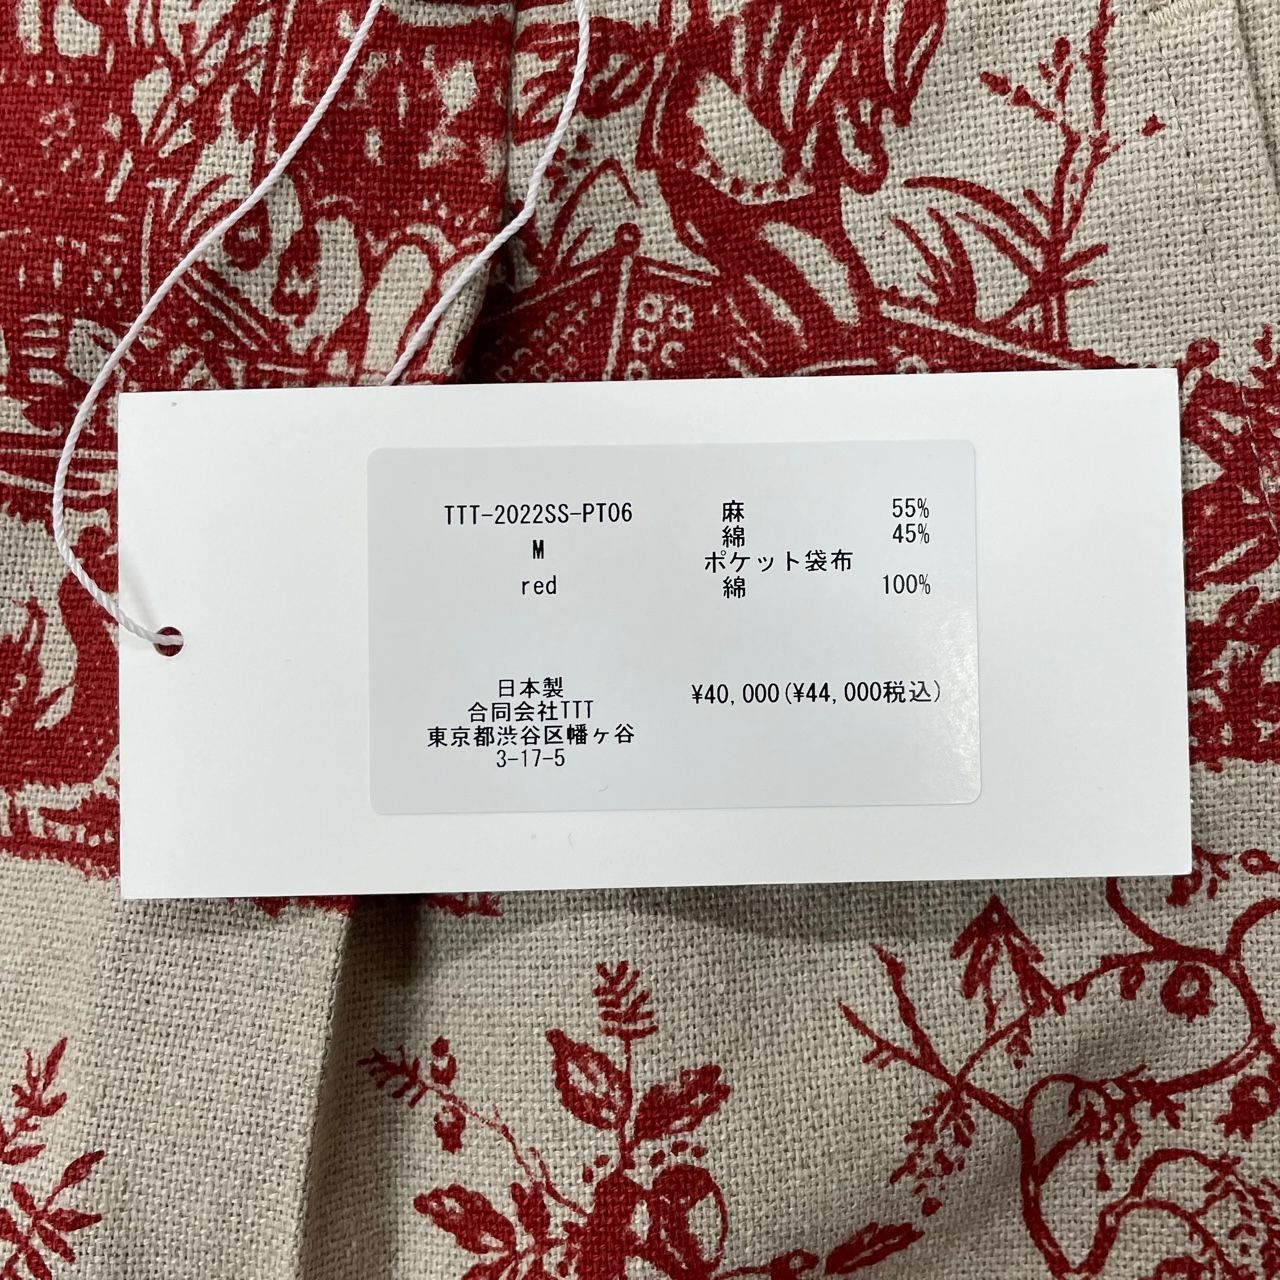 TTT-2022SS-PT06
M
red
麻 55%
綿 45%
ポケット袋布
綿 100%
日本製
合同会社TTT
東京都渋谷区幡ヶ谷
3-17-5
¥40,000(¥44,000税込)